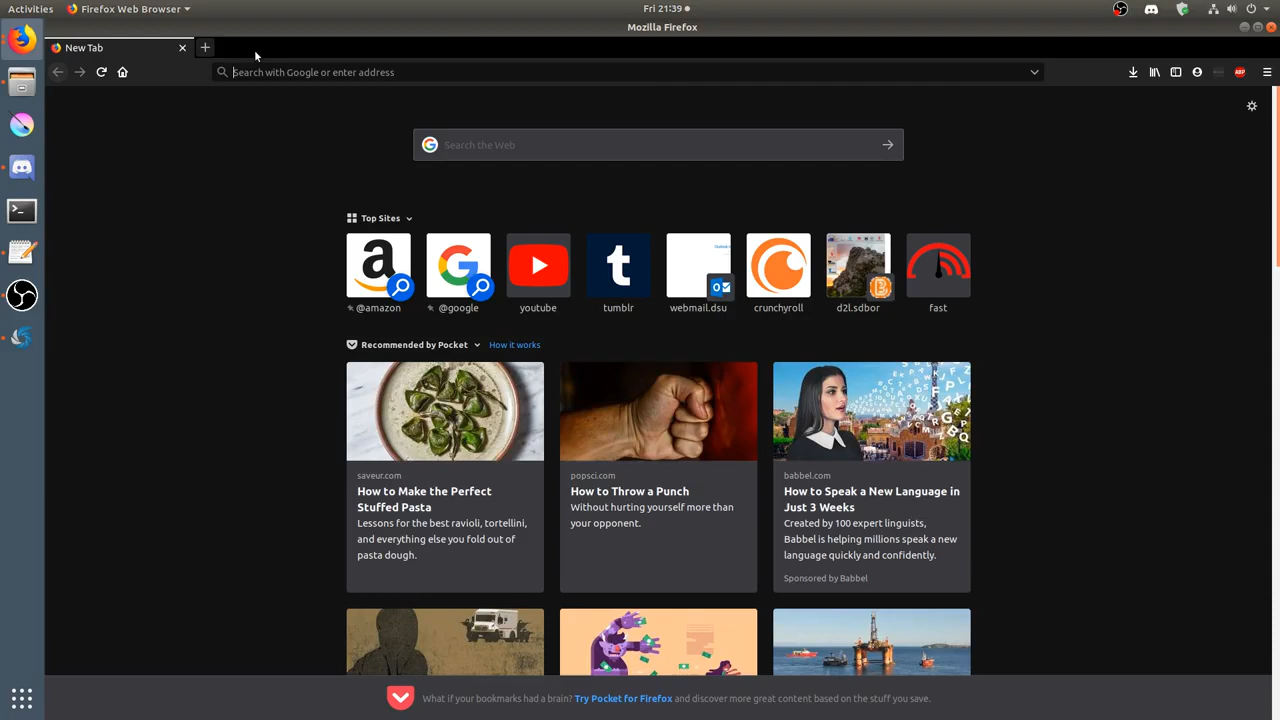 Activities
Firefox Web Browser
Fri 21:39
Mozilla Firefox
New Tab
Search with Google or enter address
ABP
Search the Web
Top Sites
@amazon
@google
youtube
tumblr
webmail.dsu
crunchyroll
d2l.sdbor
fast
Recommended by Pocket
How it works
saveur.com
How to Make the Perfect
Stuffed Pasta
Lessons for the best ravioli, tortellini,
and everything else you fold out of
pasta dough.
popsci.com
How to Throw a Punch
Without hurting yourself more than
your opponent.
babbel.com
How to Speak a New Language in
Just 3 Weeks
Created by 100 expert linguists,
Babbel is helping millions speak a new
language quickly and confidently.
Sponsored by Babbel
What if your bookmarks had a brain? Try Pocket for Firefox and discover more great content based on the stuff you save.